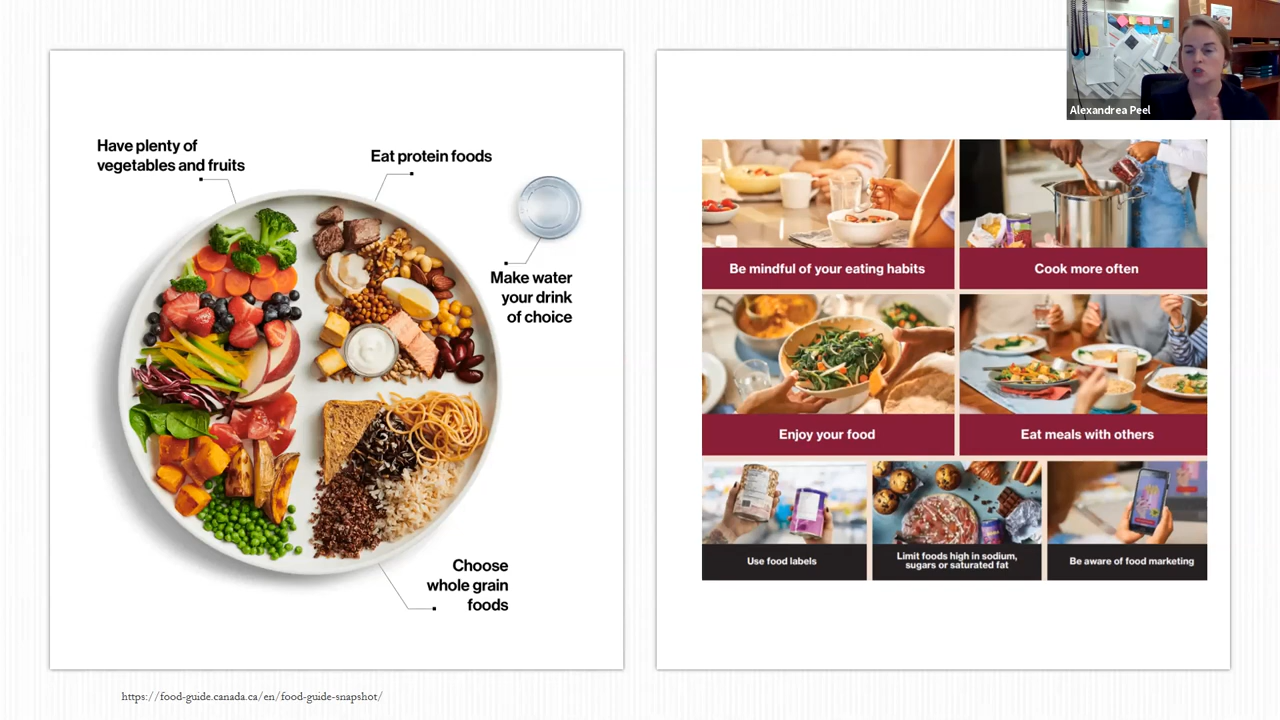 Have plenty of
vegetables and fruits
Eat protein foods
Make water
your drink
of choice
Choose
whole grain
foods
https://food-guide.canada.ca/en/food-guide-snapshot/
Alexandrea Peel
Be mindful of your eating habits
Cook more often
Enjoy your food
Eat meals with others
Use food labels
Limit foods high in sodium,
sugars or saturated fat
Be aware of food marketing